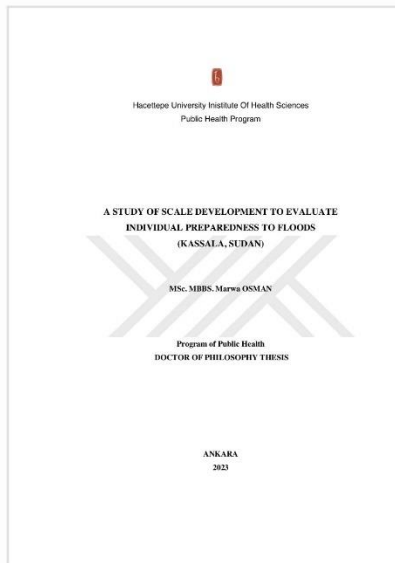 Hacettepe University Inistitute Of Health Sciences
Public Health Program
A STUDY OF SCALE DEVELOPMENT TO EVALUATE
INDIVIDUAL PREPAREDNESS TO FLOODS
(KASSALA, SUDAN)
MSc. MBBS. Marwa OSMAN
Program of Public Health
DOCTOR OF PHILOSOPHY THESIS
ANKARA
2023